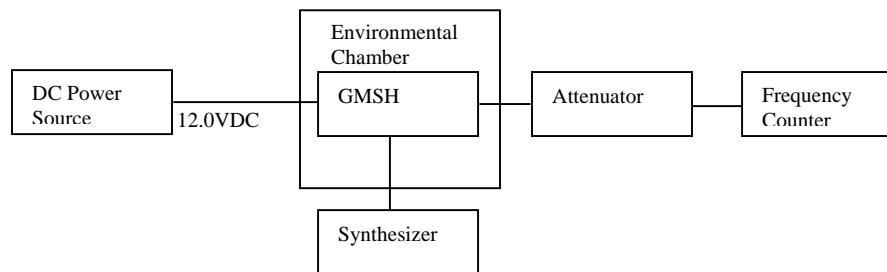 Environmental
Chamber
DC Power
Source
12.0VDC
GMSH
Attenuator
Frequency
Counter
Synthesizer